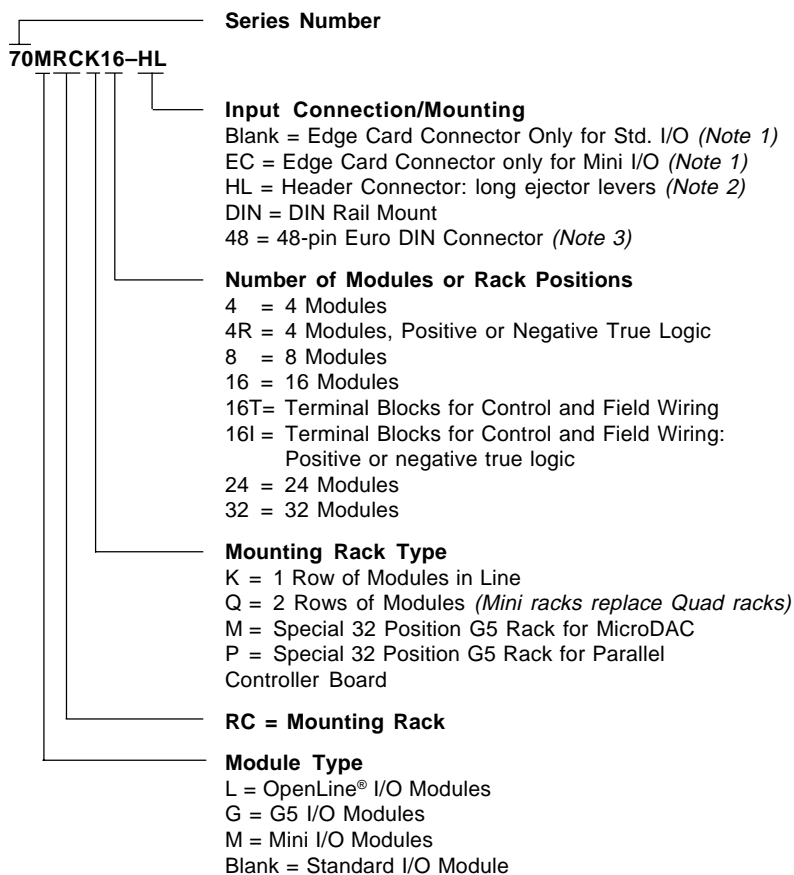 Series Number
70MRCK16–HL
Input Connection/Mounting
Blank = Edge Card Connector Only for Std. I/O (Note 1)
EC = Edge Card Connector only for Mini I/O (Note 1)
HL = Header Connector: long ejector levers (Note 2)
DIN = DIN Rail Mount
48 = 48-pin Euro DIN Connector (Note 3)
Number of Modules or Rack Positions
4 = 4 Modules
4R = 4 Modules, Positive or Negative True Logic
8 = 8 Modules
16 = 16 Modules
16T= Terminal Blocks for Control and Field Wiring
16I = Terminal Blocks for Control and Field Wiring:
Positive or negative true logic
24 = 24 Modules
32 = 32 Modules
Mounting Rack Type
K = 1 Row of Modules in Line
Q = 2 Rows of Modules (Mini racks replace Quad racks)
M = Special 32 Position G5 Rack for MicroDAC
P = Special 32 Position G5 Rack for Parallel
Controller Board
RC = Mounting Rack
Module Type
L = OpenLine® I/O Modules
G = G5 I/O Modules
M = Mini I/O Modules
Blank = Standard I/O Module